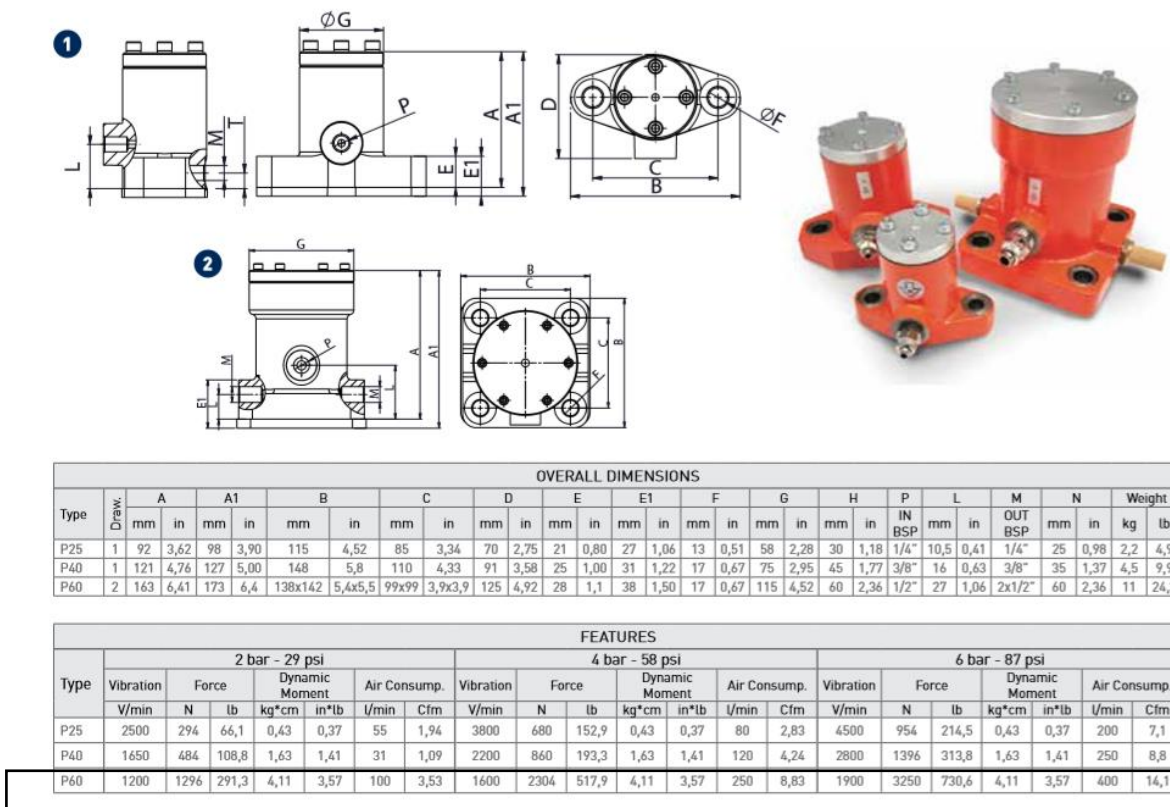 1
ØG
P
A
A1
L
M
T
E
E1
D
C
B
ØF
2
G
B
C
P
A
A1
M
E1
L
M
L
C
B
F
OVERALL DIMENSIONS
Type Draw. A A1 B C D E E1 F G H P L M N Weight
mm in mm in mm in mm in mm in mm in mm in mm in mm in mm in IN BSP mm in OUT BSP mm in kg lb
P25 1 92 3,62 98 3,90 115 4,52 85 3,34 70 2,75 21 0,80 27 1,06 13 0,51 58 2,28 30 1,18 1/4" 10,5 0,41 1/4" 25 0,98 2,2 4,9
P40 1 121 4,76 127 5,00 148 5,8 110 4,33 91 3,58 25 1,00 31 1,22 17 0,67 75 2,95 45 1,77 3/8" 16 0,63 3/8" 35 1,37 4,5 9,9
P60 2 163 6,41 173 6,4 138x142 5,4x5,5 99x99 3,9x3,9 125 4,92 28 1,1 38 1,50 17 0,67 115 4,52 60 2,36 1/2" 27 1,06 2x1/2" 60 2,36 11 24,
FEATURES
Type 2 bar - 29 psi 4 bar - 58 psi 6 bar - 87 psi
Vibration Force Dynamic Moment Air Consump. Vibration Force Dynamic Moment Air Consump. Vibration Force Dynamic Moment Air Consump.
V/min N lb kg*cm in*lb l/min Cfm V/min N lb kg*cm in*lb l/min Cfm V/min N lb kg*cm in*lb l/min Cfm
P25 2500 294 66,1 0,43 0,37 55 1,94 3800 680 152,9 0,43 0,37 80 2,83 4500 954 214,5 0,43 0,37 200 7,1
P40 1650 484 108,8 1,63 1,41 31 1,09 2200 860 193,3 1,63 1,41 120 4,24 2800 1396 313,8 1,63 1,41 250 8,8
P60 1200 1296 291,3 4,11 3,57 100 3,53 1600 2304 517,9 4,11 3,57 250 8,83 1900 3250 730,6 4,11 3,57 400 14,1